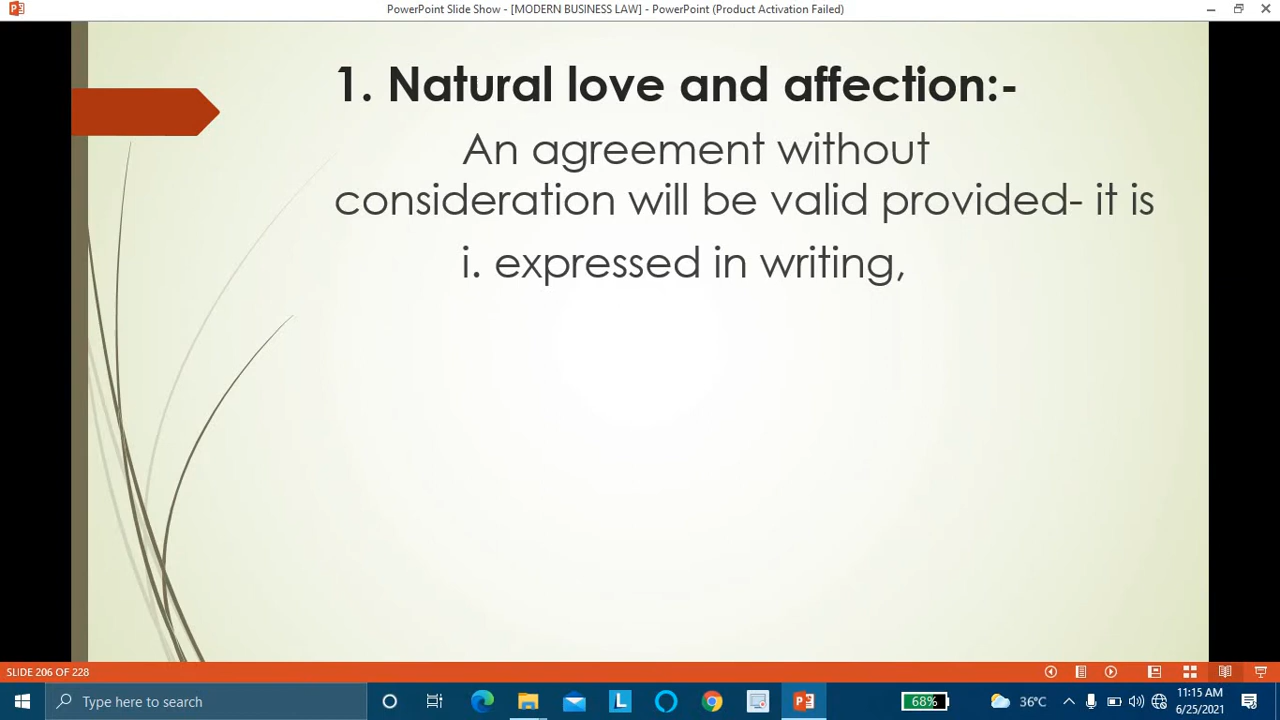 PowerPoint Slide Show - [MODERN BUSINESS LAW] - PowerPoint (Product Activation Failed)
1. Natural love and affection:-
An agreement without
consideration will be valid provided- it is
i. expressed in writing,
SLIDE 206 OF 228
Type here to search
68%
36°C
11:15 AM
6/25/2021